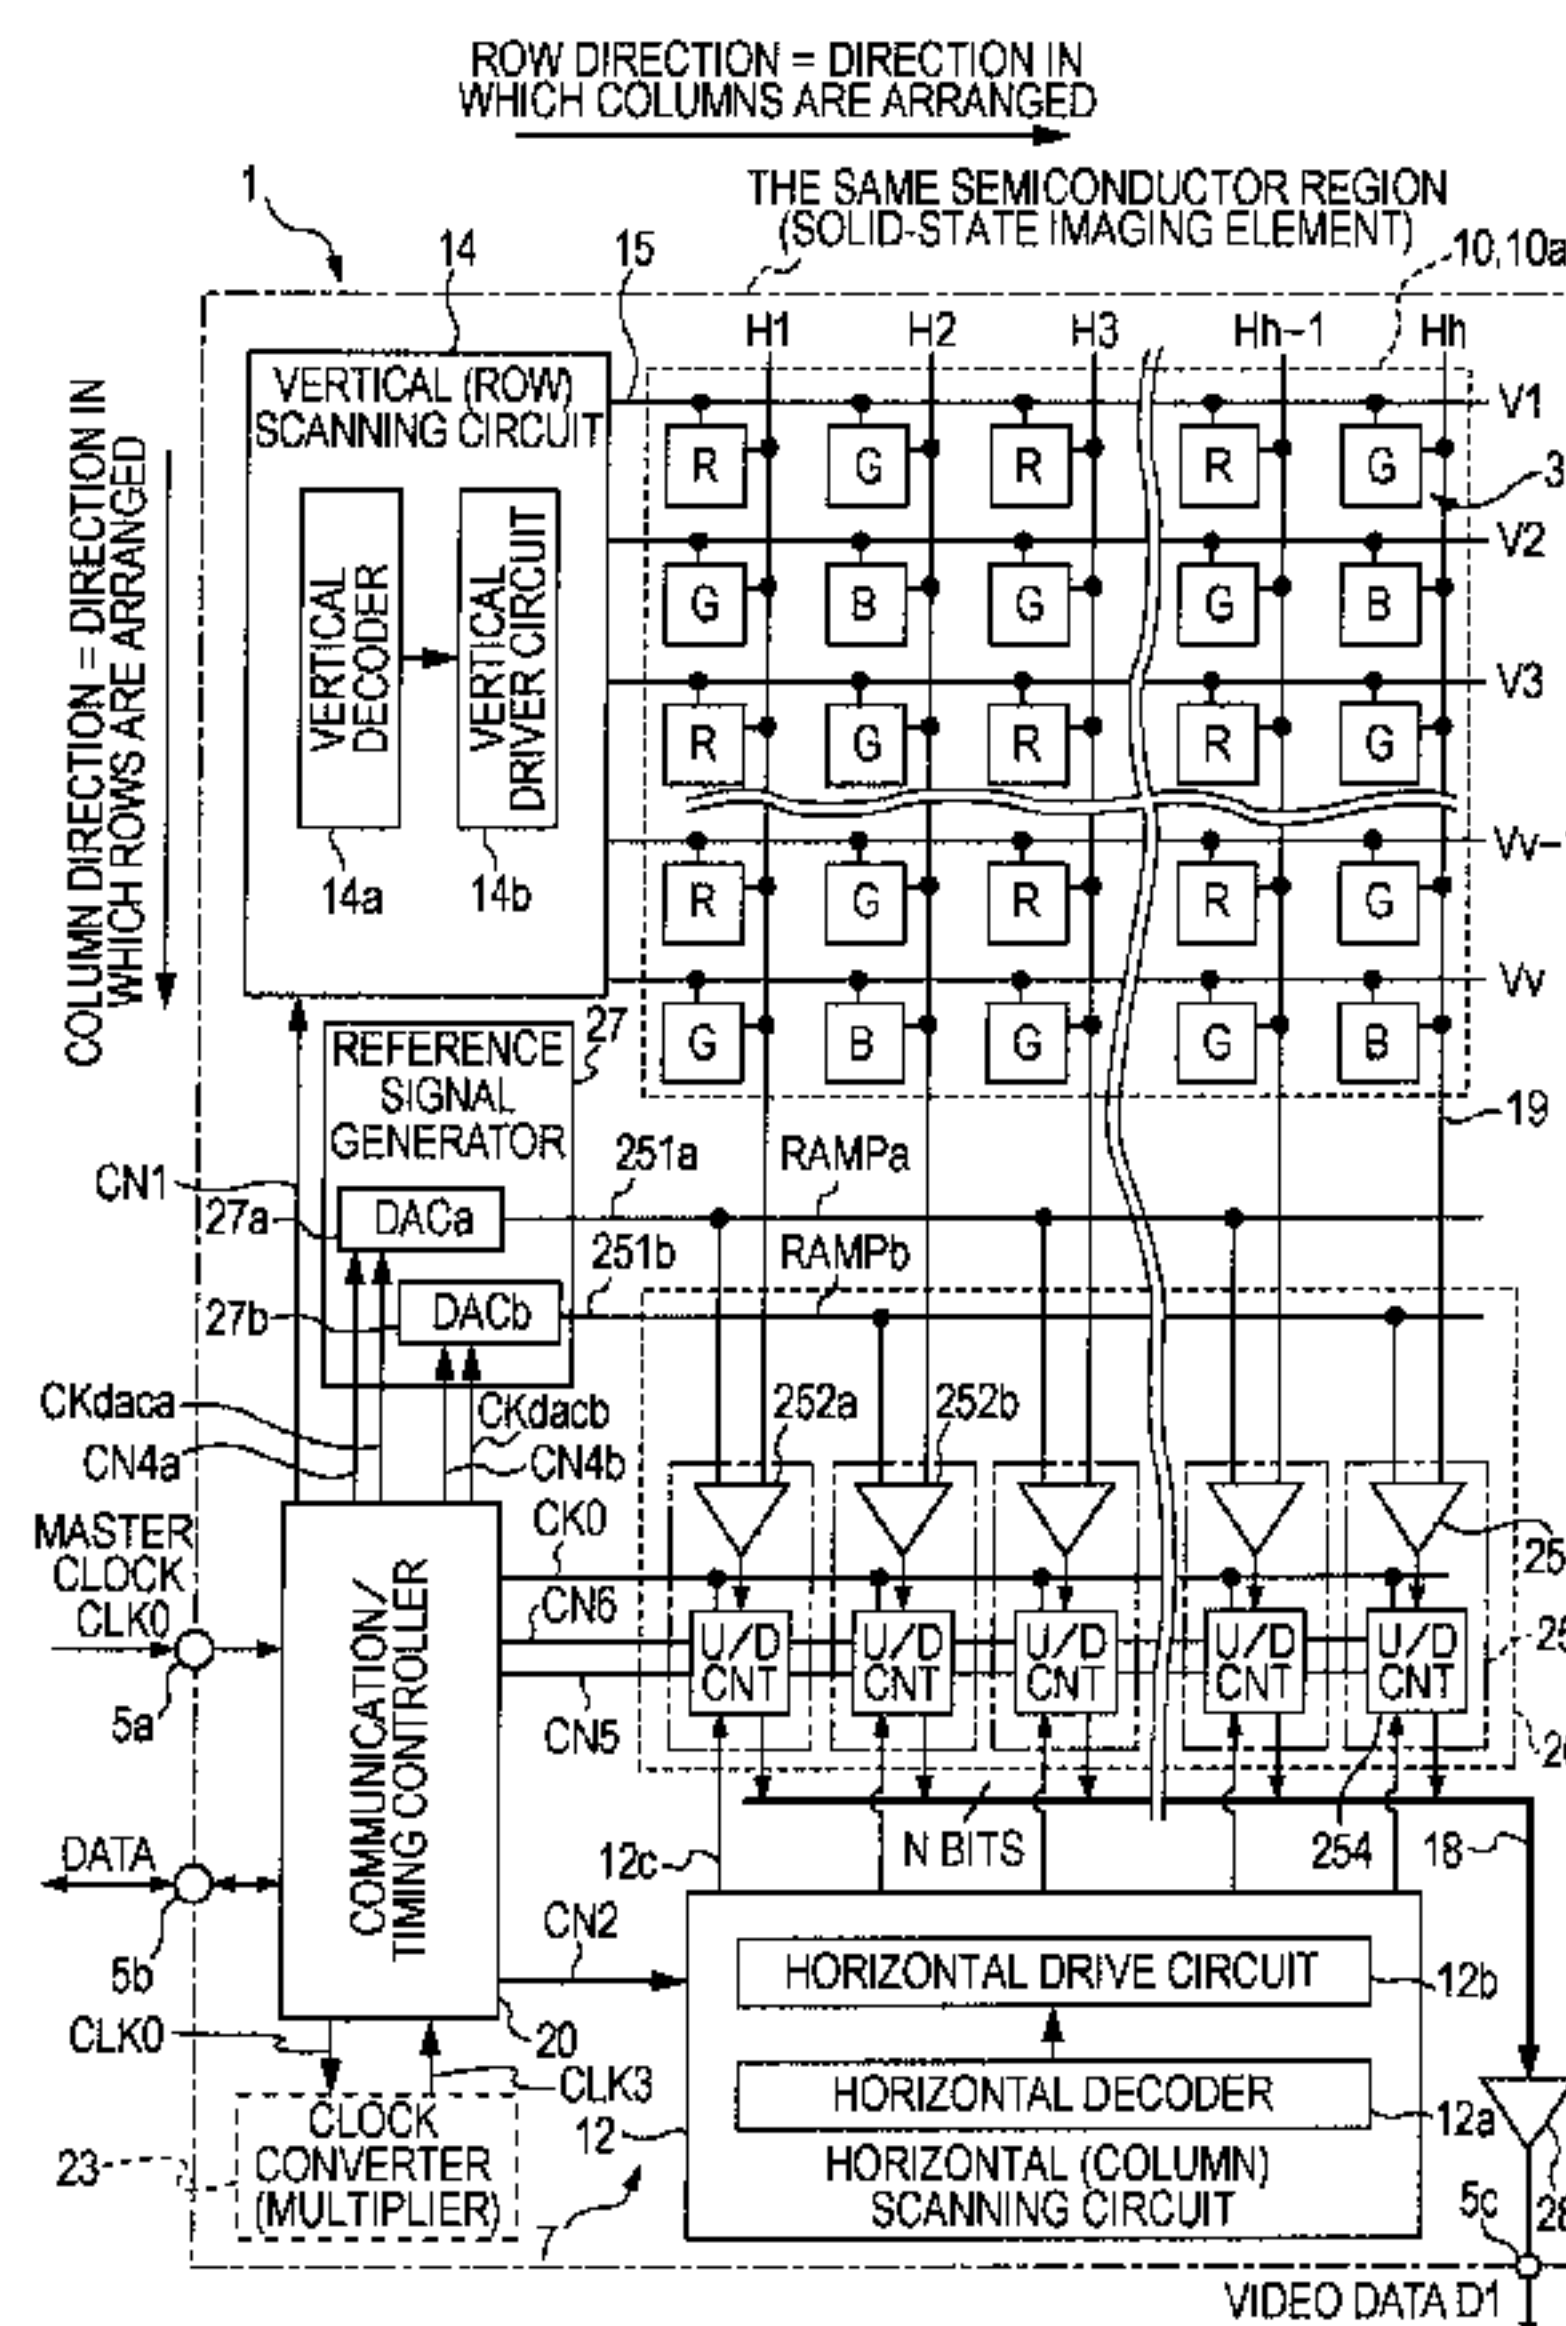 ROW DIRECTION = DIRECTION IN
WHICH COLUMNS ARE ARRANGED
1
THE SAME SEMICONDUCTOR REGION
(SOLID-STATE IMAGING ELEMENT)
14
15
10,10a
H1 H2 H3 Hh-1 Hh
COLUMN DIRECTION = DIRECTION IN
WHICH ROWS ARE ARRANGED
VERTICAL (ROW)
SCANNING CIRCUIT
VERTICAL
DECODER
VERTICAL
DRIVER CIRCUIT
14a
14b
V1
R G R R G
3
V2
G B G G B
V3
R G R R G
Vv-
R G R R G
Vv
G B G G B
19
27
REFERENCE
SIGNAL
GENERATOR
CN1
27a
DACa
251a
RAMPa
27b
DACb
251b
RAMPb
CKdaca
CN4a
CKdacb
CN4b
252a
252b
MASTER
CLOCK
CLK0
5a
CK0
CN6
CN5
COMMUNICATION/
TIMING CONTROLLER
U/D
CNT
U/D
CNT
U/D
CNT
U/D
CNT
U/D
CNT
25
25
DATA
5b
12c
N BITS
254
18
CN2
HORIZONTAL DRIVE CIRCUIT
12b
CLK0
20
CLK3
HORIZONTAL DECODER
12a
12
HORIZONTAL (COLUMN)
SCANNING CIRCUIT
CLOCK
CONVERTER
(MULTIPLIER)
23
7
28
5c
VIDEO DATA D1